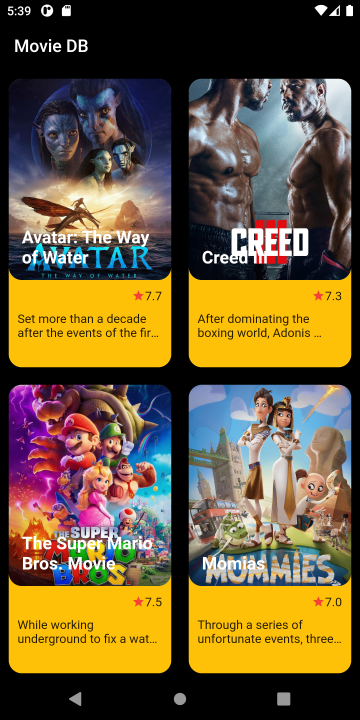 5:39
Movie DB
AVATAR
THE WAY OF WATER
Avatar: The Way
of Water
7.7
Set more than a decade
after the events of the fir...
CREED
III
Creed III
7.3
After dominating the
boxing world, Adonis ...
THE SUPER
MARIO
BROS
The Super Mario
Bros. Movie
7.5
While working
underground to fix a wat...
MUMMIES
Momias
7.0
Through a series of
unfortunate events, three...